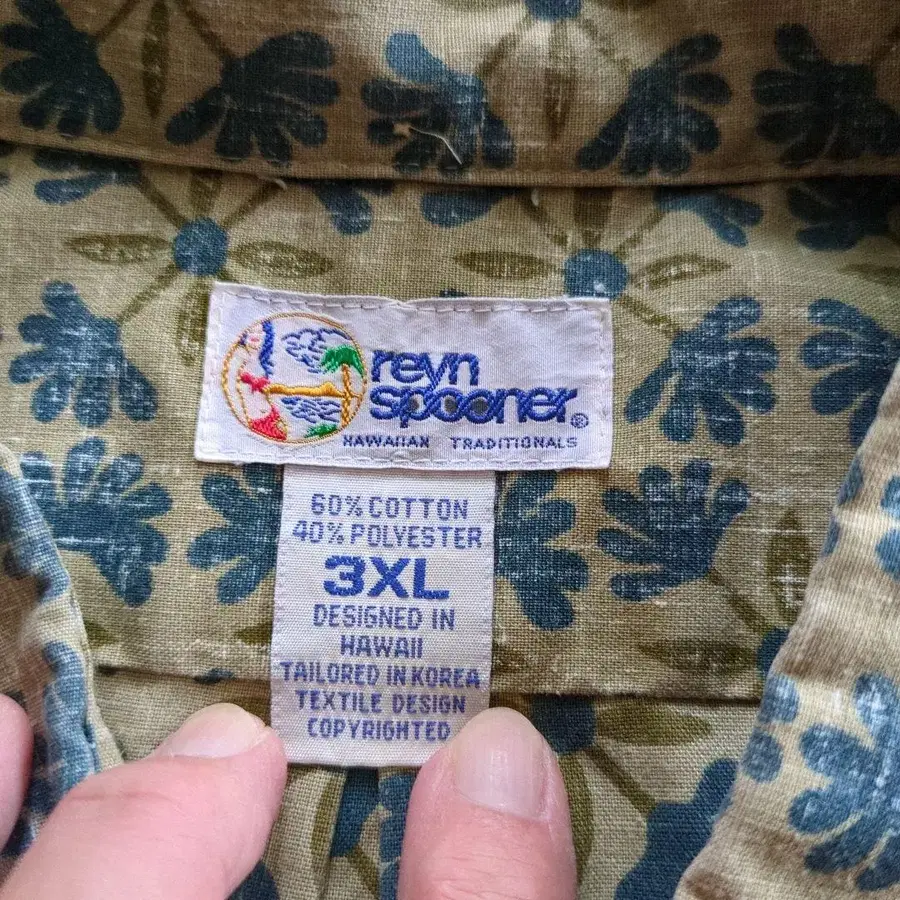 reyn
spooner®
HAWAIIAN TRADITIONALS
60% COTTON
40% POLYESTER
3XL
DESIGNED IN
HAWAII
TAILORED IN KOREA
TEXTILE DESIGN
COPYRIGHTED